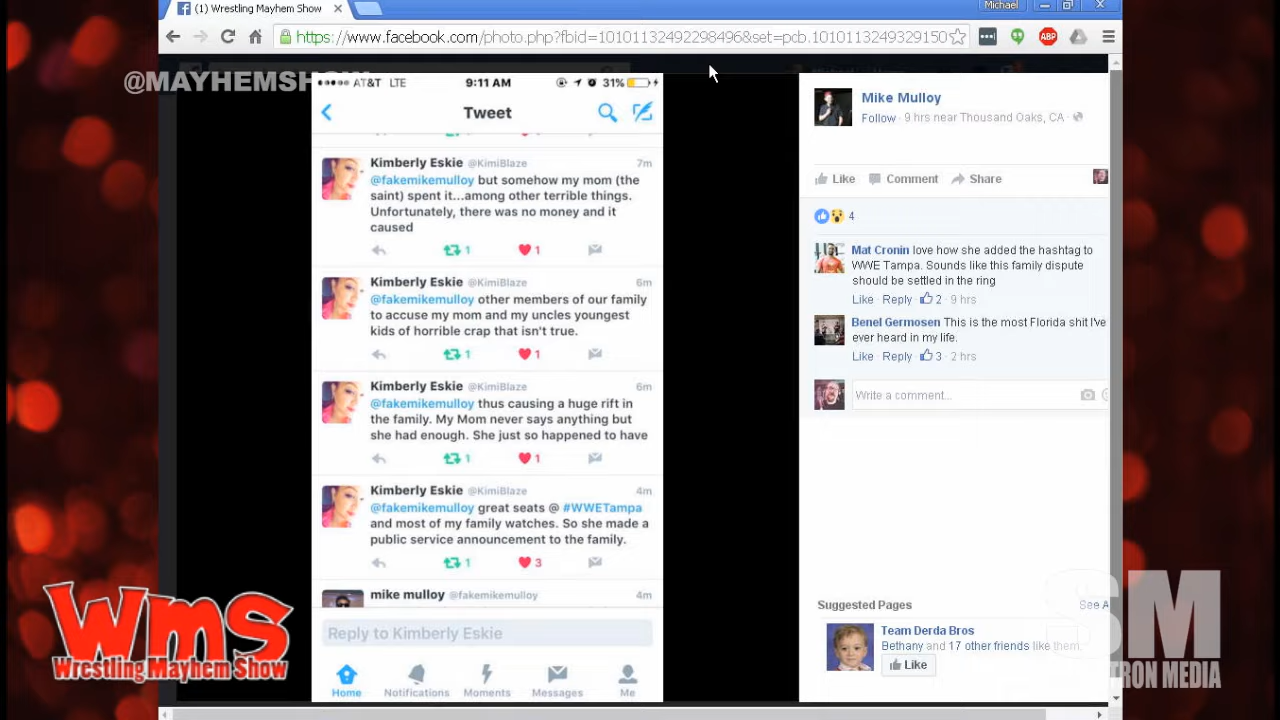 (1) Wrestling Mayhem Show
Michael
https://www.facebook.com/photo.php?fbid=10101132492298496&set=pcb.1010113249329150
ABP
@MAYHEMSHOW
AT&T LTE 9:11 AM 31%
Tweet
Kimberly Eskie @KimiBlaze 7m
@fakemikemulloy but somehow my mom (the
saint) spent it...among other terrible things.
Unfortunately, there was no money and it
caused
1 1
Kimberly Eskie @KimiBlaze 6m
@fakemikemulloy other members of our family
to accuse my mom and my uncles youngest
kids of horrible crap that isn't true.
1 1
Kimberly Eskie @KimiBlaze 6m
@fakemikemulloy thus causing a huge rift in
the family. My Mom never says anything but
she had enough. She just so happened to have
1 1
Kimberly Eskie @KimiBlaze 4m
@fakemikemulloy great seats @ #WWETampa
and most of my family watches. So she made a
public service announcement to the family.
1 3
mike mulloy @fakemikemulloy 4m
Reply to Kimberly Eskie
Home Notifications Moments Messages Me
Mike Mulloy
Follow · 9 hrs near Thousand Oaks, CA ·
Like Comment Share
4
Mat Cronin love how she added the hashtag to
WWE Tampa. Sounds like this family dispute
should be settled in the ring
Like · Reply · 2 · 9 hrs
Benel Germosen This is the most Florida shit I've
ever heard in my life.
Like · Reply · 3 · 2 hrs
Write a comment...
Suggested Pages See A
Team Derda Bros
Bethany and 17 other friends like them.
Like
WMS
Wrestling Mayhem Show
SM
TRON MEDIA